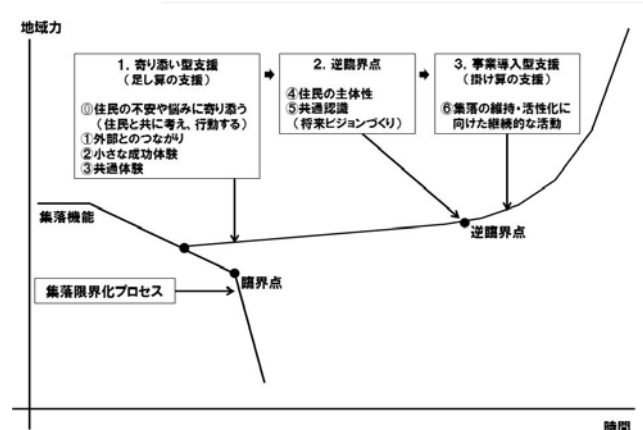 地域力
1. 寄り添い型支援
(足し算の支援)
⓪住民の不安や悩みに寄り添う
(住民と共に考え、行動する)
①外部とのつながり
②小さな成功体験
③共通体験
2. 逆臨界点
④住民の主体性
⑤共通認識
(将来ビジョンづくり)
3. 事業導入型支援
(掛け算の支援)
⑥集落の維持・活性化に
向けた継続的な活動
集落機能
逆臨界点
臨界点
集落限界化プロセス
時間